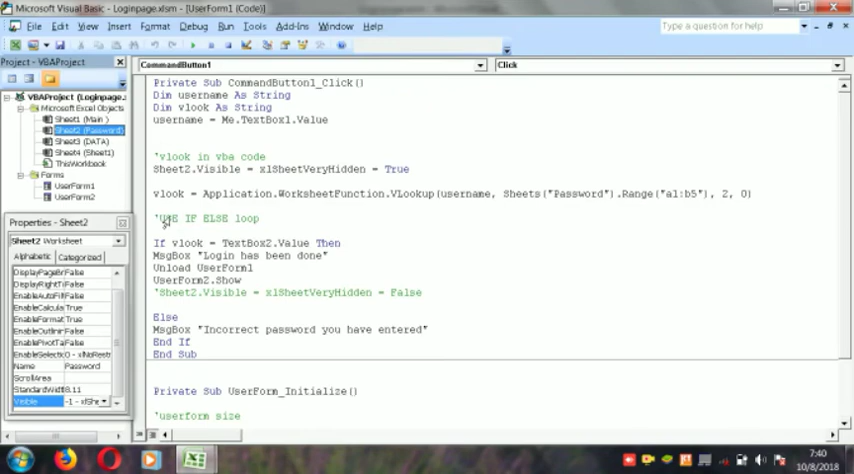 Microsoft Visual Basic - Loginpage.xlsm - [UserForm1 (Code)]
File Edit View Insert Format Debug Run Tools Add-Ins Window Help
Type a question for help
Project - VBAProject
CommandButton1
Click
VBAProject (Loginpage.
Microsoft Excel Objects
Sheet1 (Main )
Sheet2 (Password)
Sheet3 (DATA)
Sheet4 (Sheet1)
ThisWorkbook
Forms
UserForm1
UserForm2
Properties - Sheet2
Sheet2 Worksheet
Alphabetic Categorized
DisplayPageBr False
DisplayRightTo False
EnableAutoFil False
EnableCalcula True
EnableFormat True
EnableOutlinin False
EnablePivotTa False
EnableSelectio 0 - xlNoRestr
Name Password
ScrollArea
StandardWidth 8.11
Visible -1 - xlShe
Private Sub CommandButton1_Click()
Dim username As String
Dim vlook As String
username = Me.TextBox1.Value
'vlook in vba code
Sheet2.Visible = xlSheetVeryHidden = True
vlook = Application.WorksheetFunction.VLookup(username, Sheets("Password").Range("a1:b5"), 2, 0)
'USE IF ELSE loop
If vlook = TextBox2.Value Then
MsgBox "Login has been done"
Unload UserForm1
UserForm2.Show
'Sheet2.Visible = xlSheetVeryHidden = False
Else
MsgBox "Incorrect password you have entered"
End If
End Sub
Private Sub UserForm_Initialize()
'userform size
7:40
10/8/2018